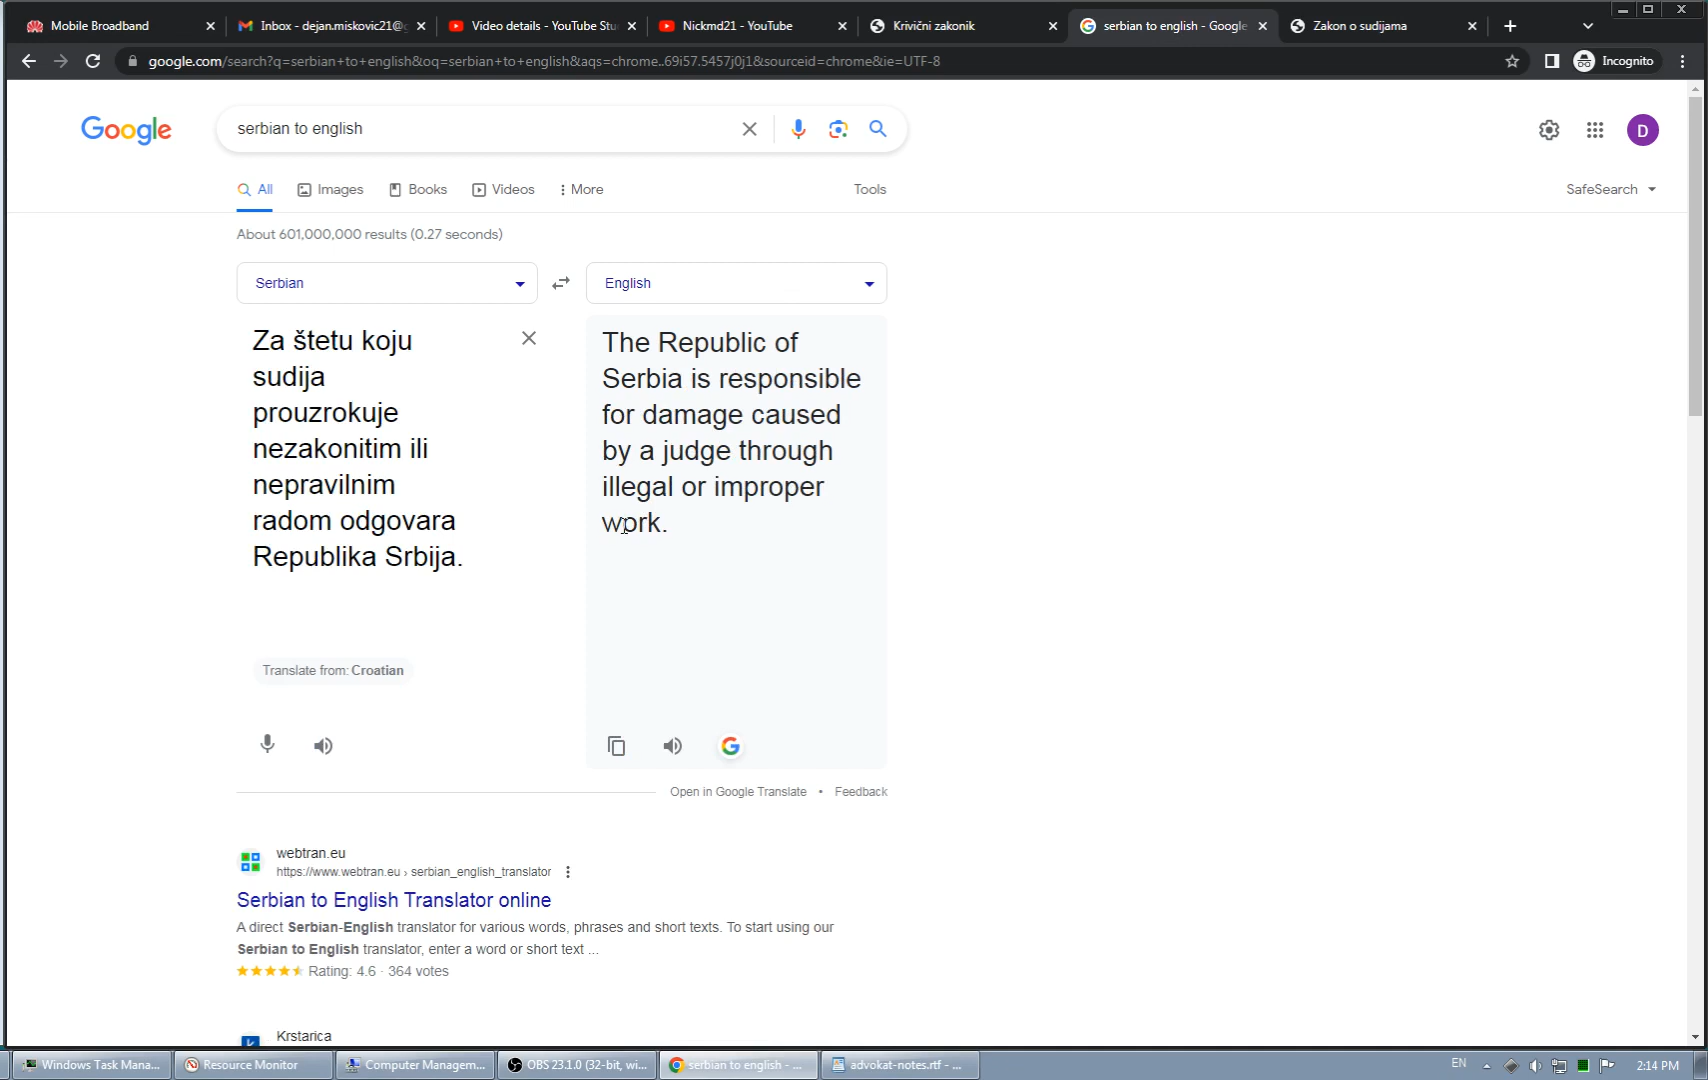 Mobile Broadband
Inbox - dejan.miskovic21@g
Video details - YouTube Stu
Nickmd21 - YouTube
Krivični zakonik
serbian to english - Google
Zakon o sudijama
google.com/search?q=serbian+to+english&oq=serbian+to+english&aqs=chrome..69i57.5457j0j1&sourceid=chrome&ie=UTF-8
Incognito
Google
serbian to english
D
All
Images
Books
Videos
More
Tools
SafeSearch
About 601,000,000 results (0.27 seconds)
Serbian
English
Za štetu koju
sudija
prouzrokuje
nezakonitim ili
nepravilnim
radom odgovara
Republika Srbija.
The Republic of
Serbia is responsible
for damage caused
by a judge through
illegal or improper
work.
Translate from: Croatian
Open in Google Translate • Feedback
webtran.eu
https://www.webtran.eu › serbian_english_translator
Serbian to English Translator online
A direct Serbian-English translator for various words, phrases and short texts. To start using our
Serbian to English translator, enter a word or short text ...
Rating: 4.6 · 364 votes
Krstarica
Windows Task Mana...
Resource Monitor
Computer Managem...
OBS 23.1.0 (32-bit, wi...
serbian to english - ...
advokat-notes.rtf - ...
EN
2:14 PM